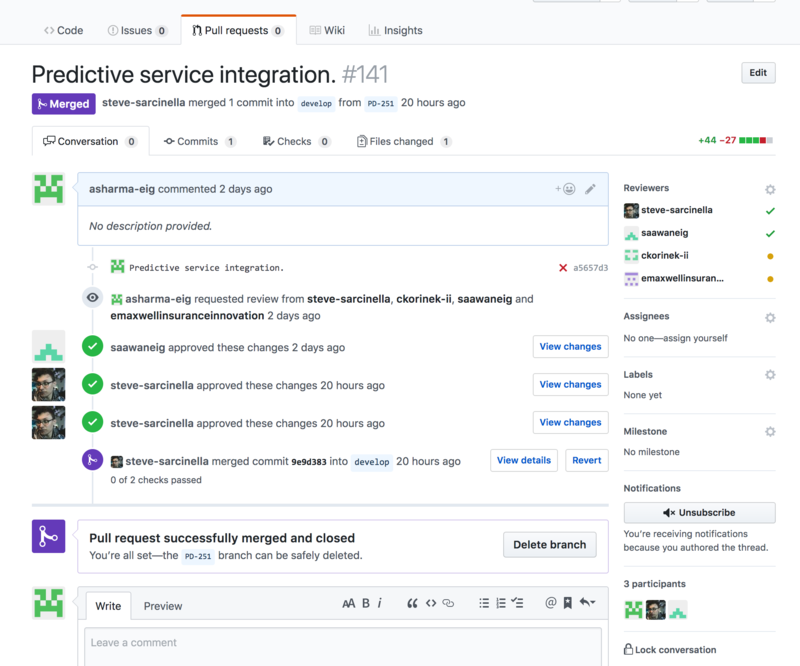 Code
Issues 0
Pull requests 0
Wiki
Insights
Predictive service integration. #141
Edit
Merged
steve-sarcinella merged 1 commit into develop from PD-251 20 hours ago
Conversation 0
Commits 1
Checks 0
Files changed 1
+44 −27
asharma-eig commented 2 days ago
No description provided.
Predictive service integration.
a5657d3
asharma-eig requested review from steve-sarcinella, ckorinek-ii, saawaneig and
emaxwellinsuranceinnovation 2 days ago
saawaneig approved these changes 2 days ago
View changes
steve-sarcinella approved these changes 20 hours ago
View changes
steve-sarcinella approved these changes 20 hours ago
View changes
steve-sarcinella merged commit 9e9d383 into develop 20 hours ago
View details
Revert
0 of 2 checks passed
Pull request successfully merged and closed
You're all set—the PD-251 branch can be safely deleted.
Delete branch
Write
Preview
AA B i
@
Leave a comment
Reviewers
steve-sarcinella
saawaneig
ckorinek-ii
emaxwellinsuran...
Assignees
No one—assign yourself
Labels
None yet
Milestone
No milestone
Notifications
Unsubscribe
You're receiving notifications
because you authored the thread.
3 participants
Lock conversation